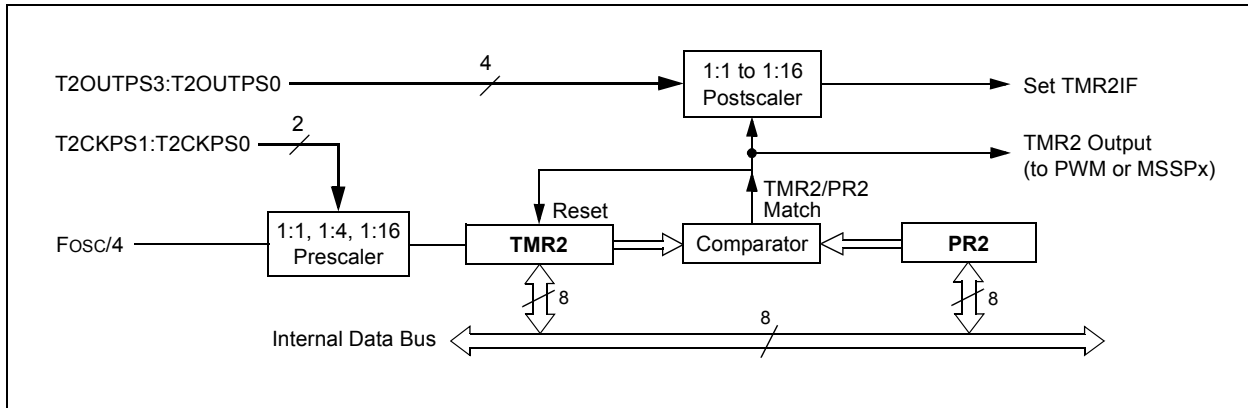 T2OUTPS3:T2OUTPS0
4
1:1 to 1:16
Postscaler
Set TMR2IF
T2CKPS1:T2CKPS0
2
TMR2 Output
(to PWM or MSSPx)
TMR2/PR2
Match
Reset
FOSC/4
1:1, 1:4, 1:16
Prescaler
TMR2
Comparator
PR2
8
8
Internal Data Bus
8